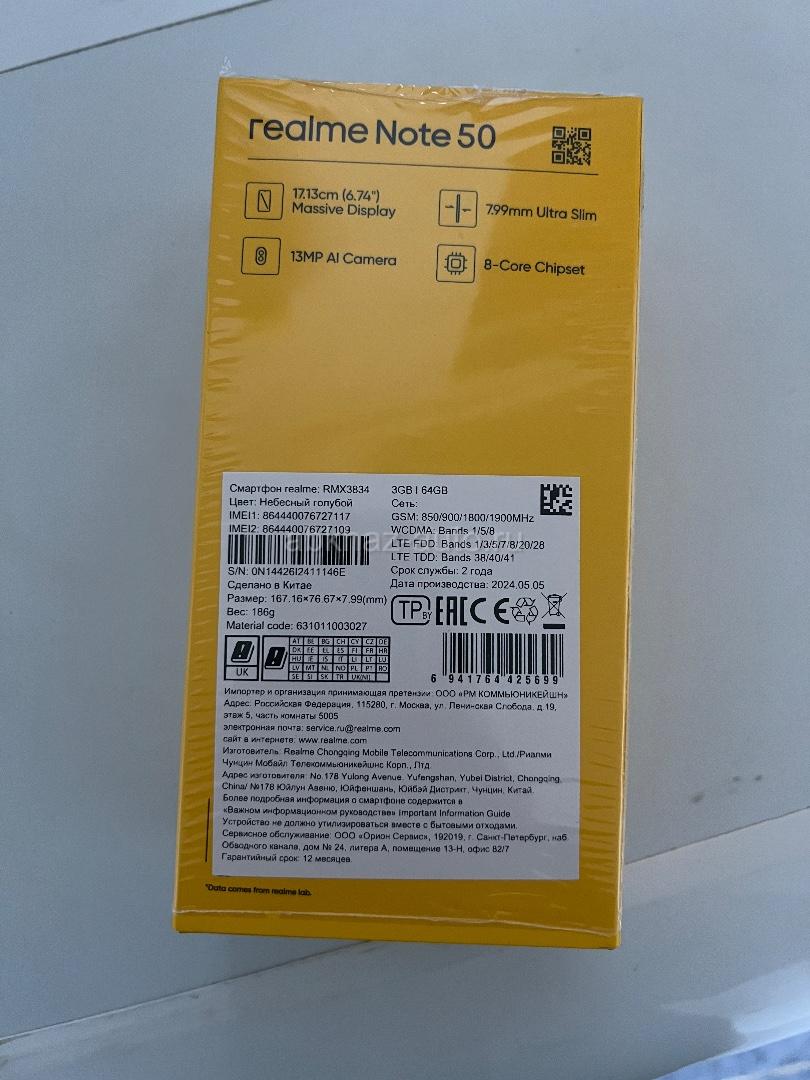 realme Note 50
17.13cm (6.74")
Massive Display
7.99mm Ultra Slim
13MP AI Camera
8-Core Chipset
Смартфон realme: RMX3834
Цвет: Небесный голубой
IMEI1: 864440076727117
IMEI2: 864440076727109
S/N: 0N14426I2411146E
Сделано в Китае
Размер: 167.16×76.67×7.99(mm)
Вес: 186g
Material code: 631011003027
3GB I 64GB
Сеть:
GSM: 850/900/1800/1900MHz
WCDMA: Bands 1/5/8
LTE FDD: Bands 1/3/5/7/8/20/28
LTE TDD: Bands 38/40/41
Срок службы: 2 года
Дата производства: 2024.05.05
TP BY EAC CE
UK
AT BE BG CH CY CZ DE
DK EE EL ES FI FR HR
HU IE IS IT LI LT LU
LV MT NL NO PL PT RO
SE SI SK TR UK(NI)
6 941764 425699
Импортер и организация принимающая претензии: ООО «РМ КОММЬЮНИКЕЙШН»
Адрес: Российская Федерация, 115280, г. Москва, ул. Ленинская Слобода, д.19,
этаж 5, часть комнаты 5005
электронная почта: service.ru@realme.com
сайт в интернете: www.realme.com
Изготовитель: Realme Chongqing Mobile Telecommunications Corp., Ltd./Риалми
Чунцин Мобайл Телекоммьюникейшнс Корп., Лтд.
Адрес изготовителя: No.178 Yulong Avenue, Yufengshan, Yubei District, Chongqing,
China/ №178 Юйлун Авеню, Юйфеншань, Юйбэй Дистрикт, Чунцин, Китай.
Более подробная информация о смартфоне содержится в
«Важном информационном руководстве» Important Information Guide
Устройство не должно утилизироваться вместе с бытовыми отходами.
Сервисное обслуживание: ООО «Орион Сервис», 192019, г. Санкт-Петербург, наб.
Обводного канала, дом № 24, литера А, помещение 13-Н, офис 82/7
Гарантийный срок: 12 месяцев.
*Data comes from realme lab.